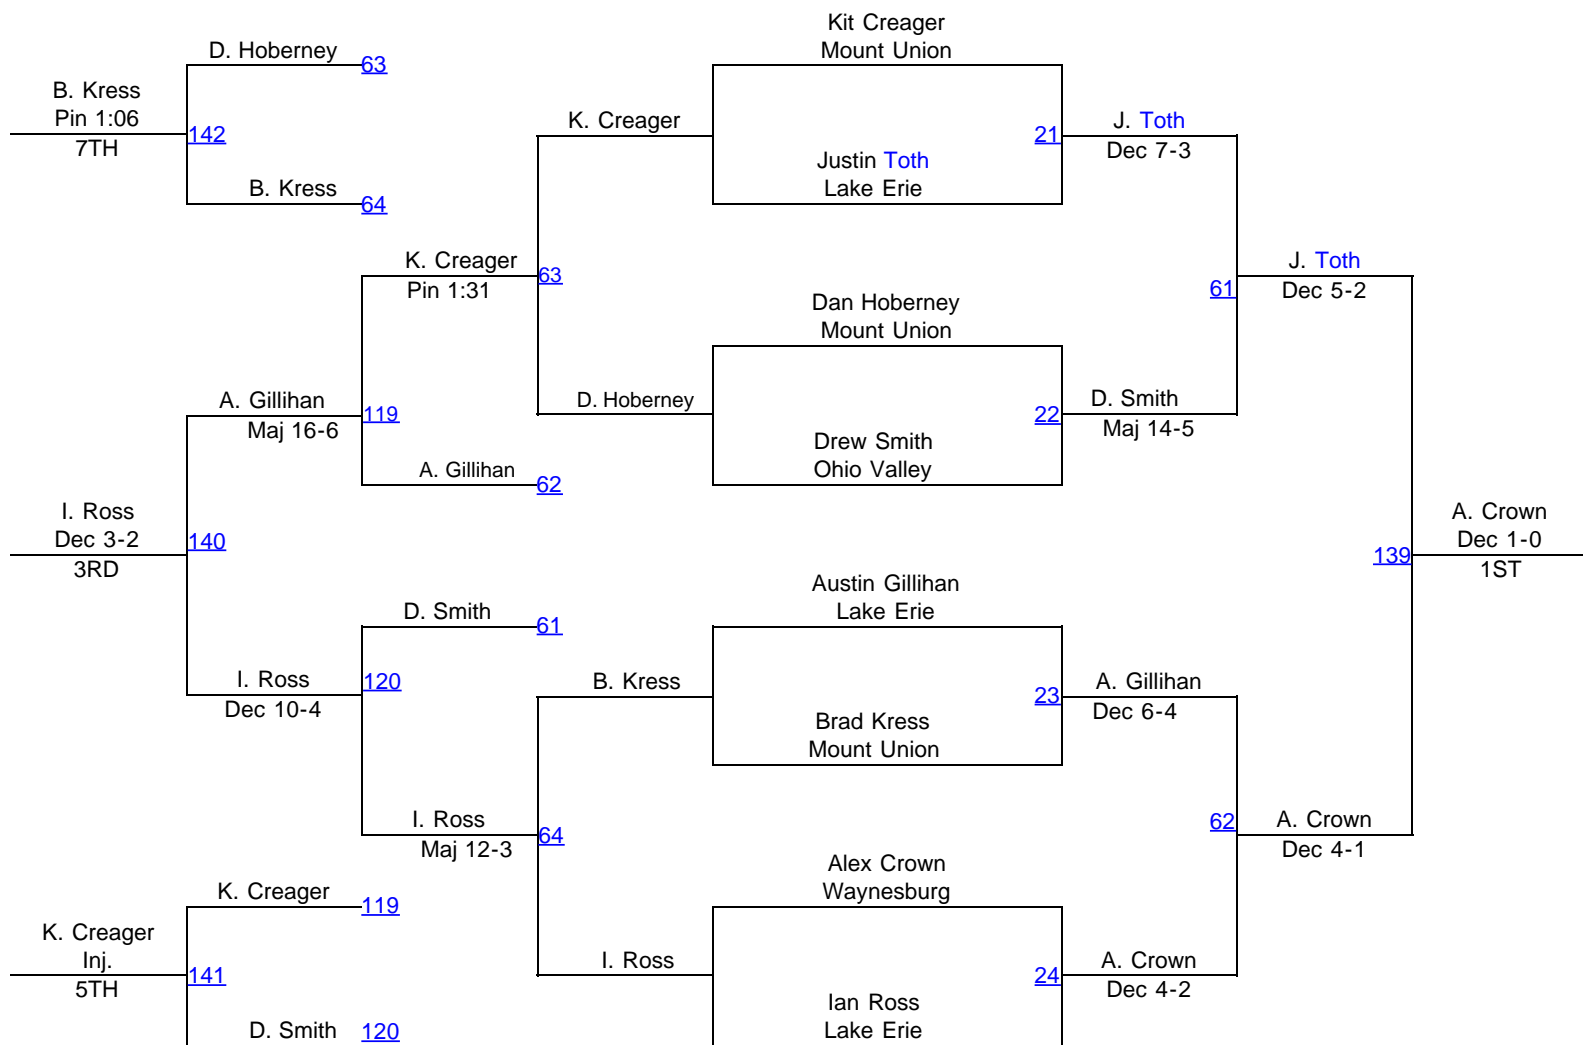 Kit Creager
Mount Union
D. Hoberney
63
B. Kress
Pin 1:06
7TH
142
K. Creager
21
J. Toth
Dec 7-3
Justin Toth
Lake Erie
B. Kress
64
K. Creager
Pin 1:31
63
J. Toth
Dec 5-2
61
Dan Hoberney
Mount Union
A. Gillihan
Maj 16-6
119
D. Hoberney
22
D. Smith
Maj 14-5
Drew Smith
Ohio Valley
A. Gillihan
62
I. Ross
Dec 3-2
3RD
140
A. Crown
Dec 1-0
1ST
139
Austin Gillihan
Lake Erie
D. Smith
61
I. Ross
Dec 10-4
120
B. Kress
23
A. Gillihan
Dec 6-4
Brad Kress
Mount Union
I. Ross
Maj 12-3
64
62
A. Crown
Dec 4-1
Alex Crown
Waynesburg
K. Creager
119
K. Creager
Inj.
5TH
141
I. Ross
24
A. Crown
Dec 4-2
Ian Ross
Lake Erie
D. Smith
120